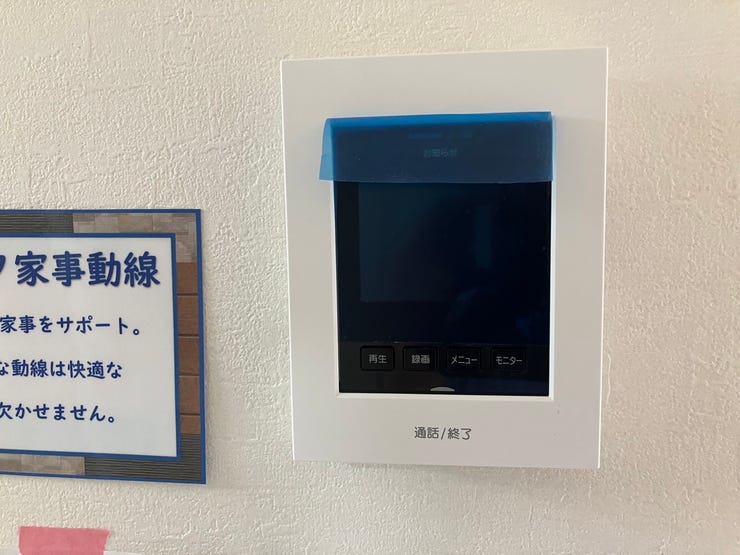 家事動線
家事をサポート。
な動線は快適な
欠かせません。
お知らせ
再生 録画 メニュー モニター
通話/終了